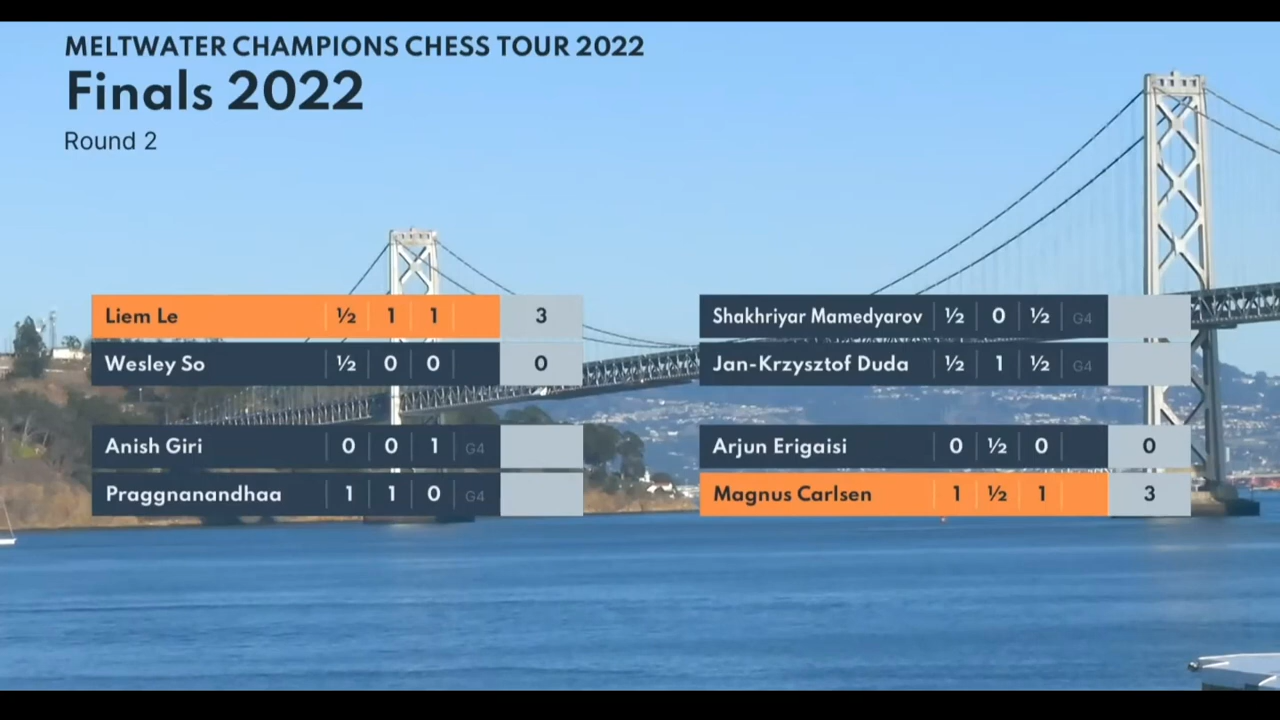 MELTWATER CHAMPIONS CHESS TOUR 2022
Finals 2022
Round 2
Liem Le ½ 1 1 3
Wesley So ½ 0 0 0
Anish Giri 0 0 1 G4
Praggnanandhaa 1 1 0 G4
Shakhriyar Mamedyarov ½ 0 ½ G4
Jan-Krzysztof Duda ½ 1 ½ G4
Arjun Erigaisi 0 ½ 0 0
Magnus Carlsen 1 ½ 1 3